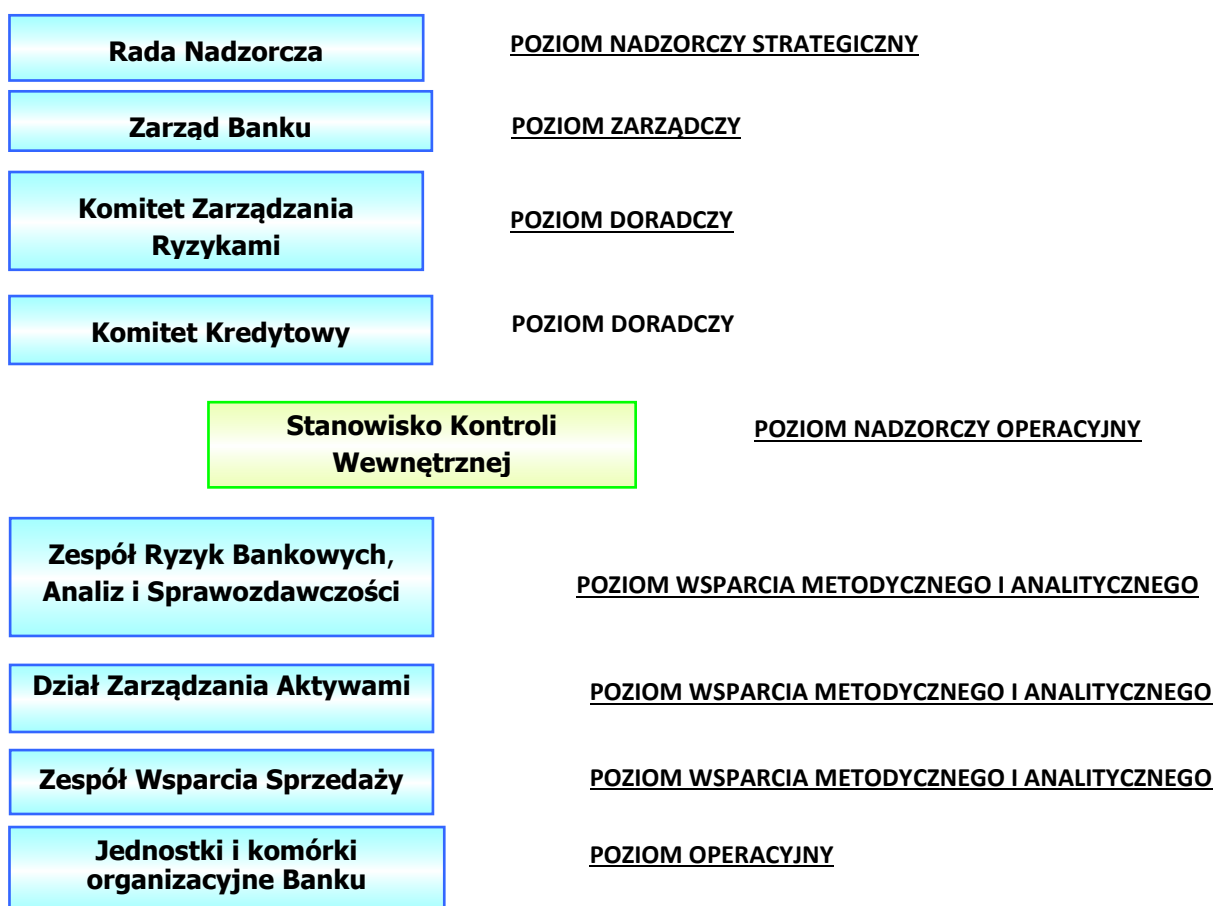 Rada Nadzorcza
POZIOM NADZORCZY STRATEGICZNY
Zarząd Banku
POZIOM ZARZĄDCZY
Komitet Zarządzania
Ryzykami
POZIOM DORADCZY
Komitet Kredytowy
POZIOM DORADCZY
Stanowisko Kontroli
Wewnętrznej
POZIOM NADZORCZY OPERACYJNY
Zespół Ryzyk Bankowych,
Analiz i Sprawozdawczości
POZIOM WSPARCIA METODYCZNEGO I ANALITYCZNEGO
Dział Zarządzania Aktywami
POZIOM WSPARCIA METODYCZNEGO I ANALITYCZNEGO
Zespół Wsparcia Sprzedaży
POZIOM WSPARCIA METODYCZNEGO I ANALITYCZNEGO
Jednostki i komórki
organizacyjne Banku
POZIOM OPERACYJNY